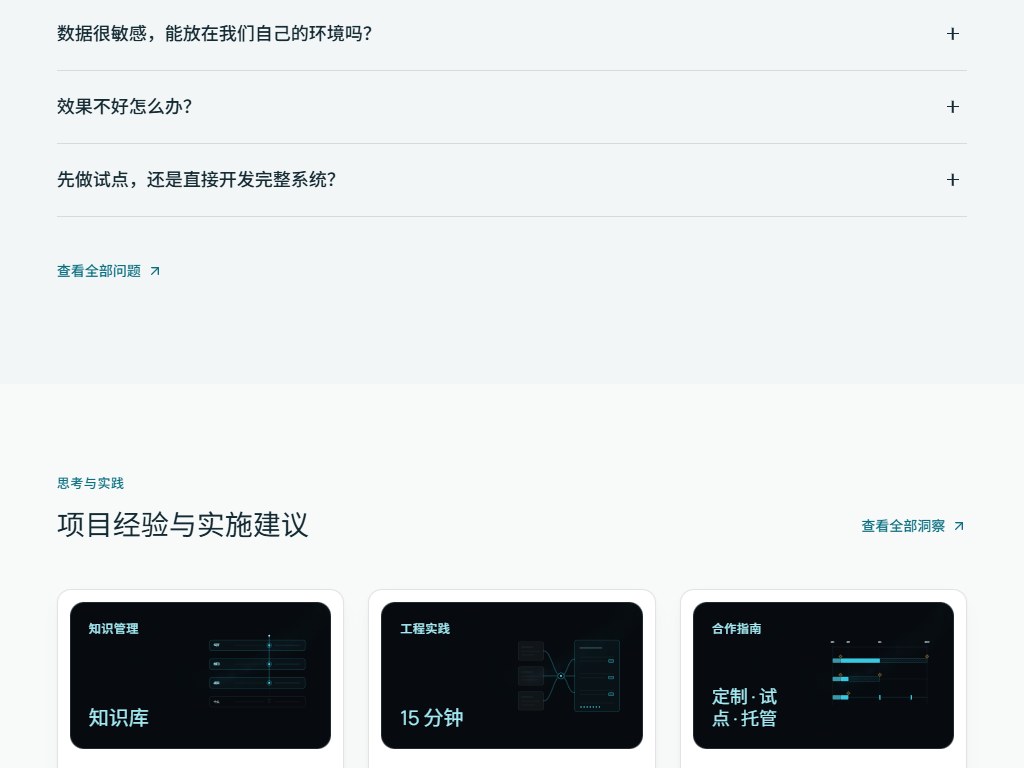 数据很敏感，能放在我们自己的环境吗？
效果不好怎么办？
先做试点，还是直接开发完整系统？
查看全部问题
思考与实践
项目经验与实施建议
查看全部洞察
知识管理
知识库
工程实践
15 分钟
合作指南
定制 · 试
点 · 托管